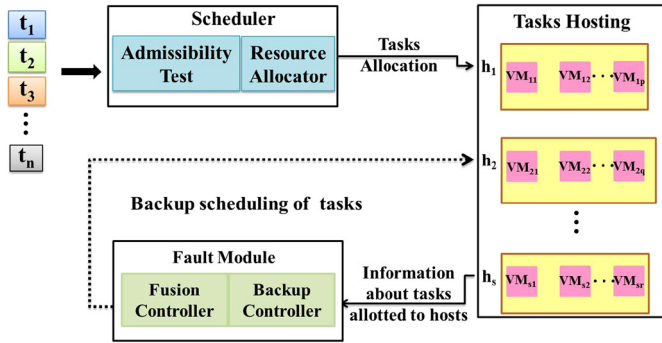 t1
t2
t3
tn
Scheduler
Admissibility
Test
Resource
Allocator
Tasks
Allocation
Tasks Hosting
h1
VM11
VM12
VM1p
h2
VM21
VM22
VM2q
hs
VMs1
VMs2
VMsr
Backup scheduling of tasks
Fault Module
Fusion
Controller
Backup
Controller
Information
about tasks
allotted to hosts